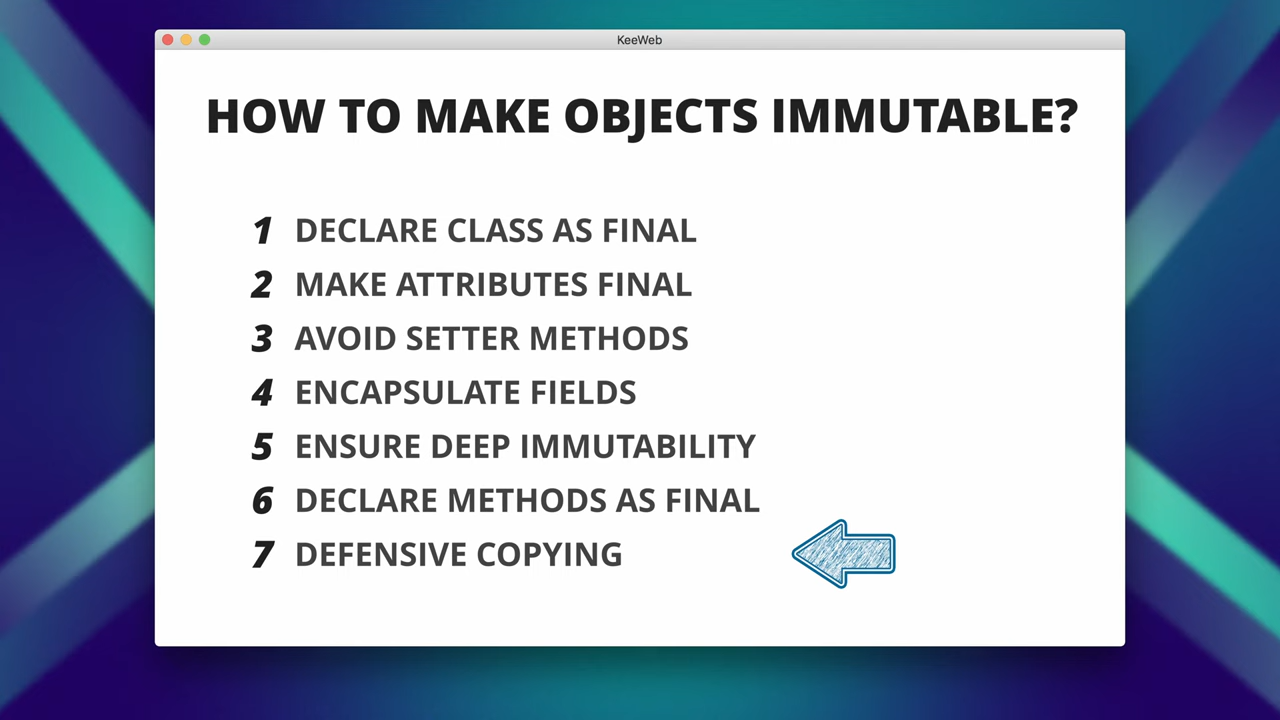 KeeWeb
HOW TO MAKE OBJECTS IMMUTABLE?
1 DECLARE CLASS AS FINAL
2 MAKE ATTRIBUTES FINAL
3 AVOID SETTER METHODS
4 ENCAPSULATE FIELDS
5 ENSURE DEEP IMMUTABILITY
6 DECLARE METHODS AS FINAL
7 DEFENSIVE COPYING